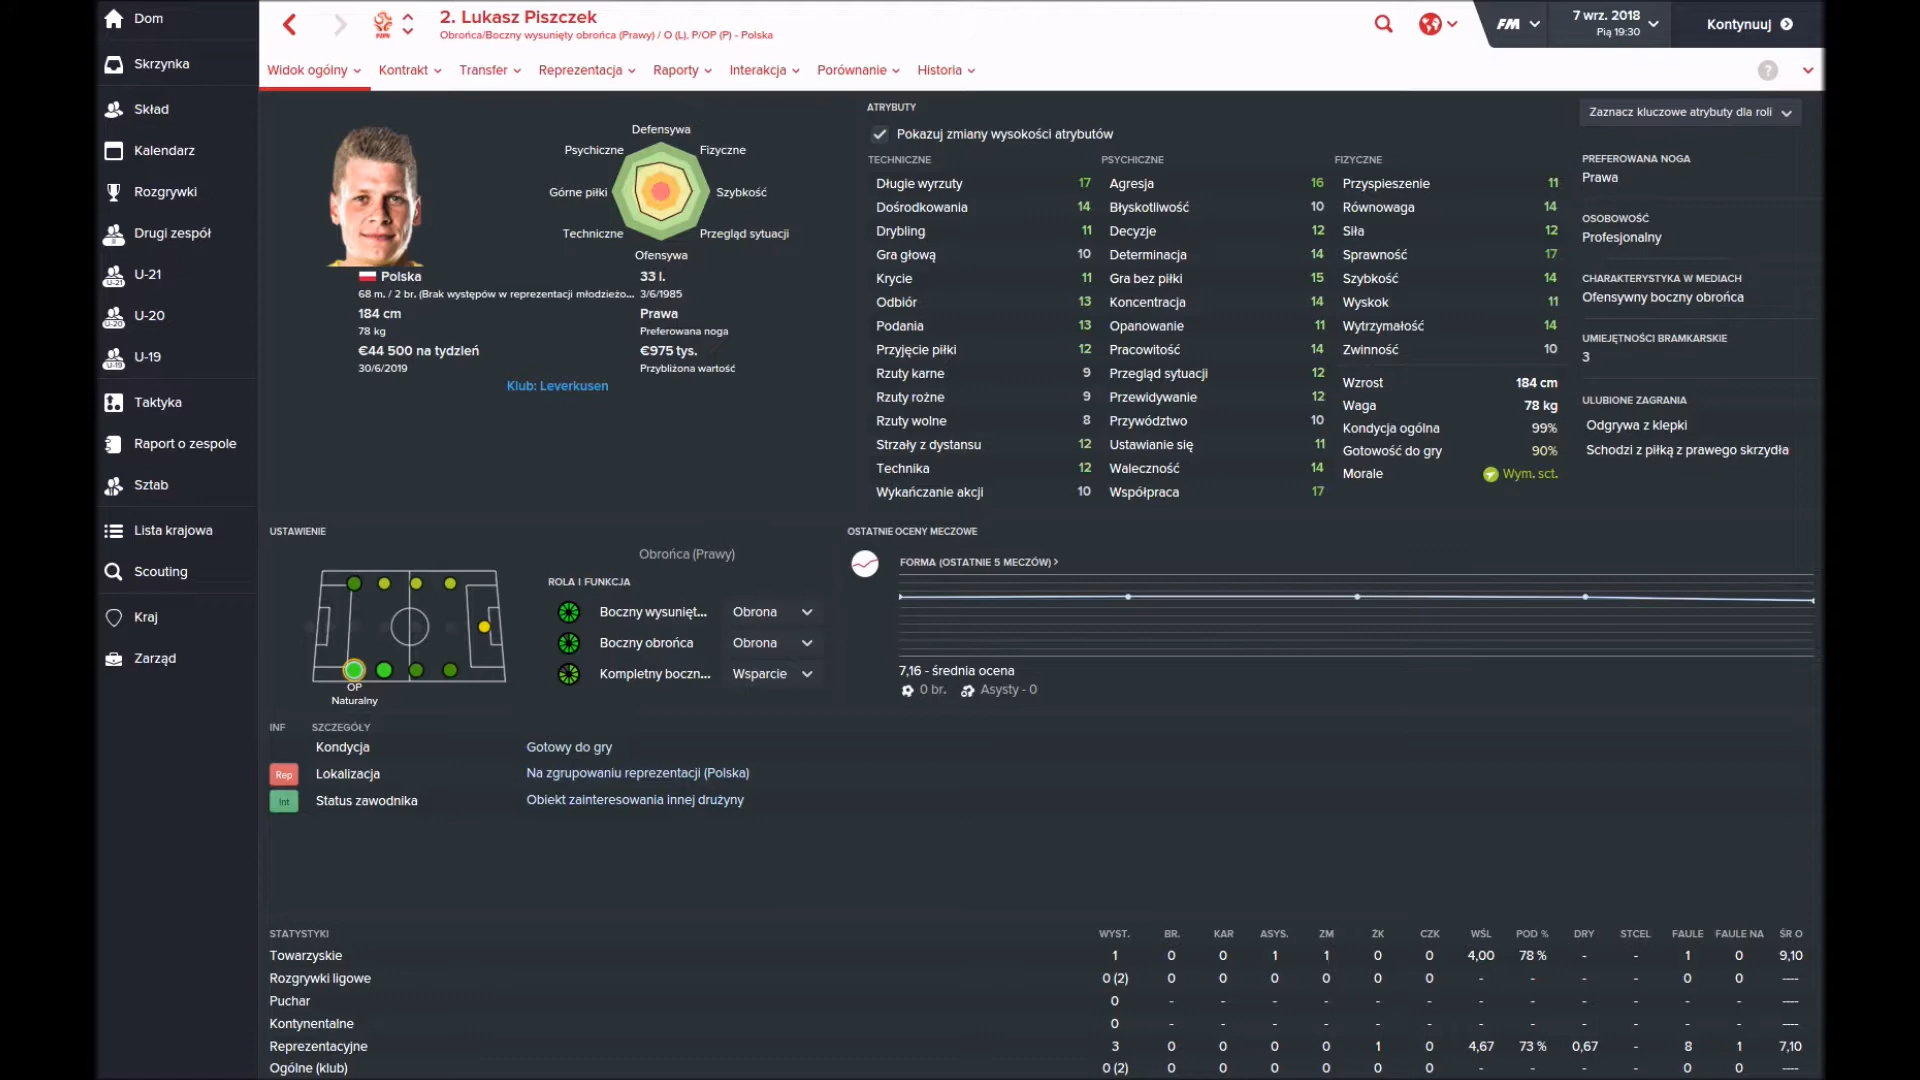 Dom
Skrzynka
Skład
Kalendarz
Rozgrywki
Drugi zespół
U-21
U-20
U-19
Taktyka
Raport o zespole
Sztab
Lista krajowa
Scouting
Kraj
Zarząd
2. Lukasz Piszczek
Obrońca/Boczny wysunięty obrońca (Prawy) / O (L), P/OP (P) - Polska
FM
7 wrz. 2018
Pią 19:30
Kontynuuj
Widok ogólny Kontrakt Transfer Reprezentacja Raporty Interakcja Porównanie Historia
?
Defensywa
Psychiczne Fizyczne
Górne piłki Szybkość
Techniczne Przegląd sytuacji
Ofensywa
Polska 33 l.
68 m. / 2 br. (Brak występów w reprezentacji młodzieżo... 3/6/1985
184 cm Prawa
78 kg Preferowana noga
€44 500 na tydzień €975 tys.
30/6/2019 Przybliżona wartość
Klub: Leverkusen
ATRYBUTY
Pokazuj zmiany wysokości atrybutów
Zaznacz kluczowe atrybuty dla roli
TECHNICZNE PSYCHICZNE FIZYCZNE
Długie wyrzuty 17 Agresja 16 Przyspieszenie 11
Dośrodkowania 14 Błyskotliwość 10 Równowaga 14
Drybling 11 Decyzje 12 Siła 12
Gra głową 10 Determinacja 14 Sprawność 17
Krycie 11 Gra bez piłki 15 Szybkość 14
Odbiór 13 Koncentracja 14 Wyskok 11
Podania 13 Opanowanie 11 Wytrzymałość 14
Przyjęcie piłki 12 Pracowitość 14 Zwinność 10
Rzuty karne 9 Przegląd sytuacji 12 Wzrost 184 cm
Rzuty rożne 9 Przewidywanie 12 Waga 78 kg
Rzuty wolne 8 Przywództwo 10 Kondycja ogólna 99%
Strzały z dystansu 12 Ustawianie się 11 Gotowość do gry 90%
Technika 12 Waleczność 14 Morale Wym. sct.
Wykańczanie akcji 10 Współpraca 17
PREFEROWANA NOGA
Prawa
OSOBOWOŚĆ
Profesjonalny
CHARAKTERYSTYKA W MEDIACH
Ofensywny boczny obrońca
UMIEJĘTNOŚCI BRAMKARSKIE
3
ULUBIONE ZAGRANIA
Odgrywa z klepki
Schodzi z piłką z prawego skrzydła
USTAWIENIE
OP
Naturalny
Obrońca (Prawy)
ROLA I FUNKCJA
Boczny wysunięt... Obrona
Boczny obrońca Obrona
Kompletny boczn... Wsparcie
OSTATNIE OCENY MECZOWE
FORMA (OSTATNIE 5 MECZÓW) >
7,16 - średnia ocena
0 br. Asysty - 0
INF SZCZEGÓŁY
Kondycja Gotowy do gry
Rep Lokalizacja Na zgrupowaniu reprezentacji (Polska)
Int Status zawodnika Obiekt zainteresowania innej drużyny
STATYSTYKI WYST. BR. KAR ASYS. ZM ŻK CZK WŚL POD % DRY STCEL FAULE FAULE NA ŚR O
Towarzyskie 1 0 0 1 1 0 0 4,00 78 % - - 1 0 9,10
Rozgrywki ligowe 0 (2) 0 0 0 0 0 0 - - - - 0 0 ----
Puchar 0 - - - - - - - - - - - - ----
Kontynentalne 0 - - - - - - - - - - - - ----
Reprezentacyjne 3 0 0 0 0 1 0 4,67 73 % 0,67 - 8 1 7,10
Ogólne (klub) 0 (2) 0 0 0 0 0 0 - - - - 0 0 ----